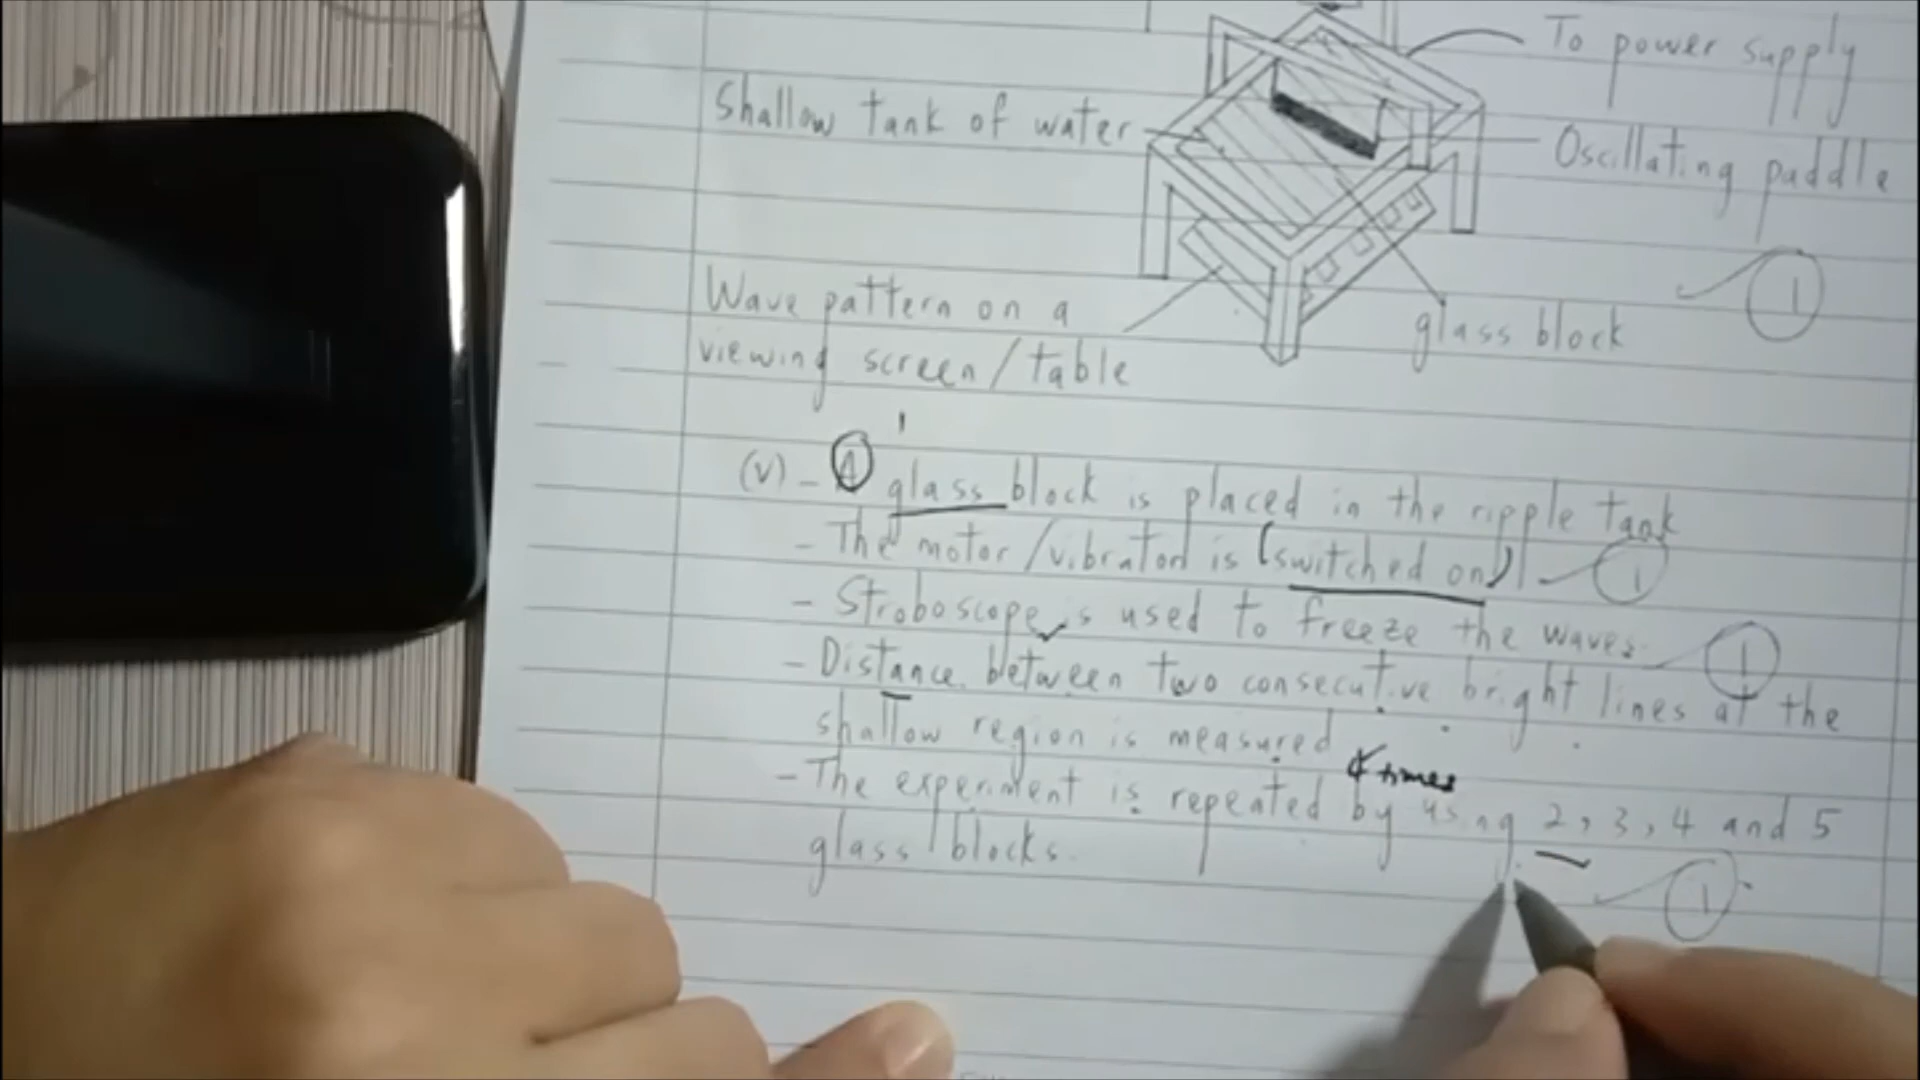 To power supply
Shallow tank of water
Oscillating paddle
1
Wave pattern on a
glass block
viewing screen/table
1
(v) - A glass block is placed in the ripple tank
- The motor/vibrator is (switched on) 1
- Stroboscope is used to freeze the waves. 1
- Distance between two consecutive bright lines at the
shallow region is measured
4 times
- The experiment is repeated by using 2, 3, 4 and 5
glass blocks.
1